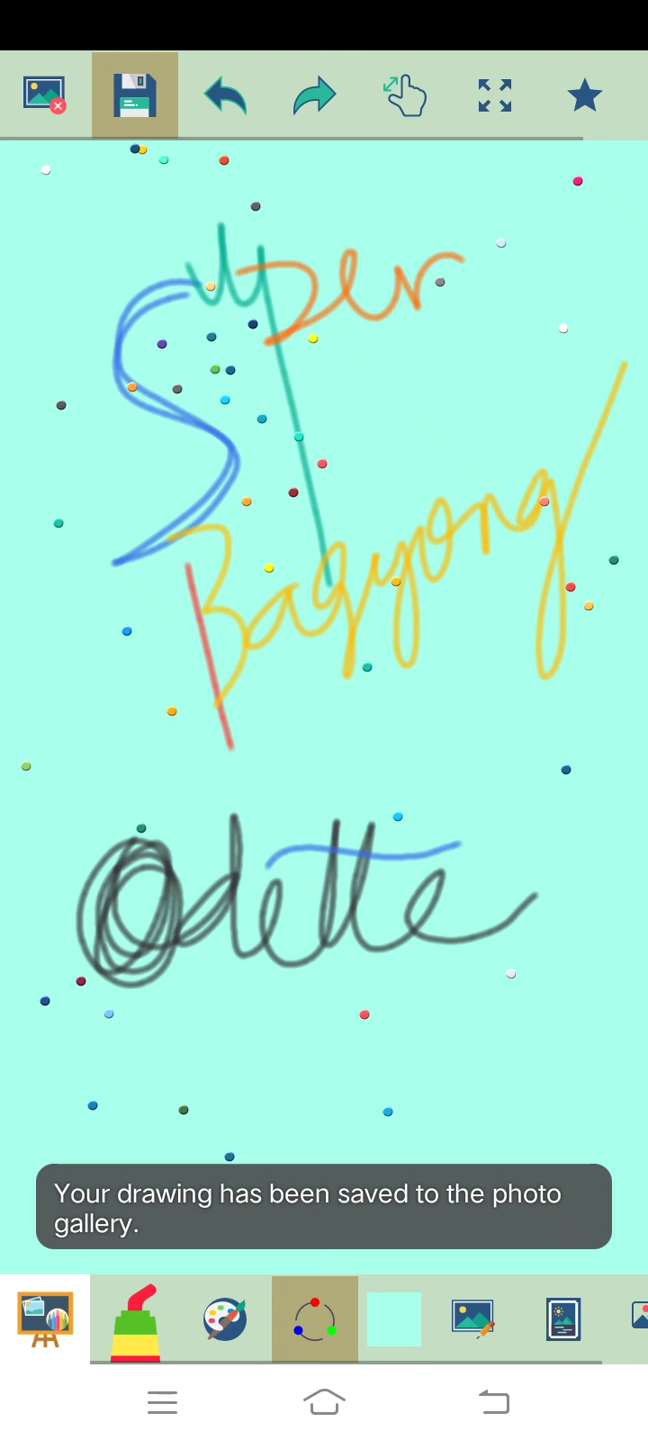 Super
Bagyong
Odette
Your drawing has been saved to the photo
gallery.